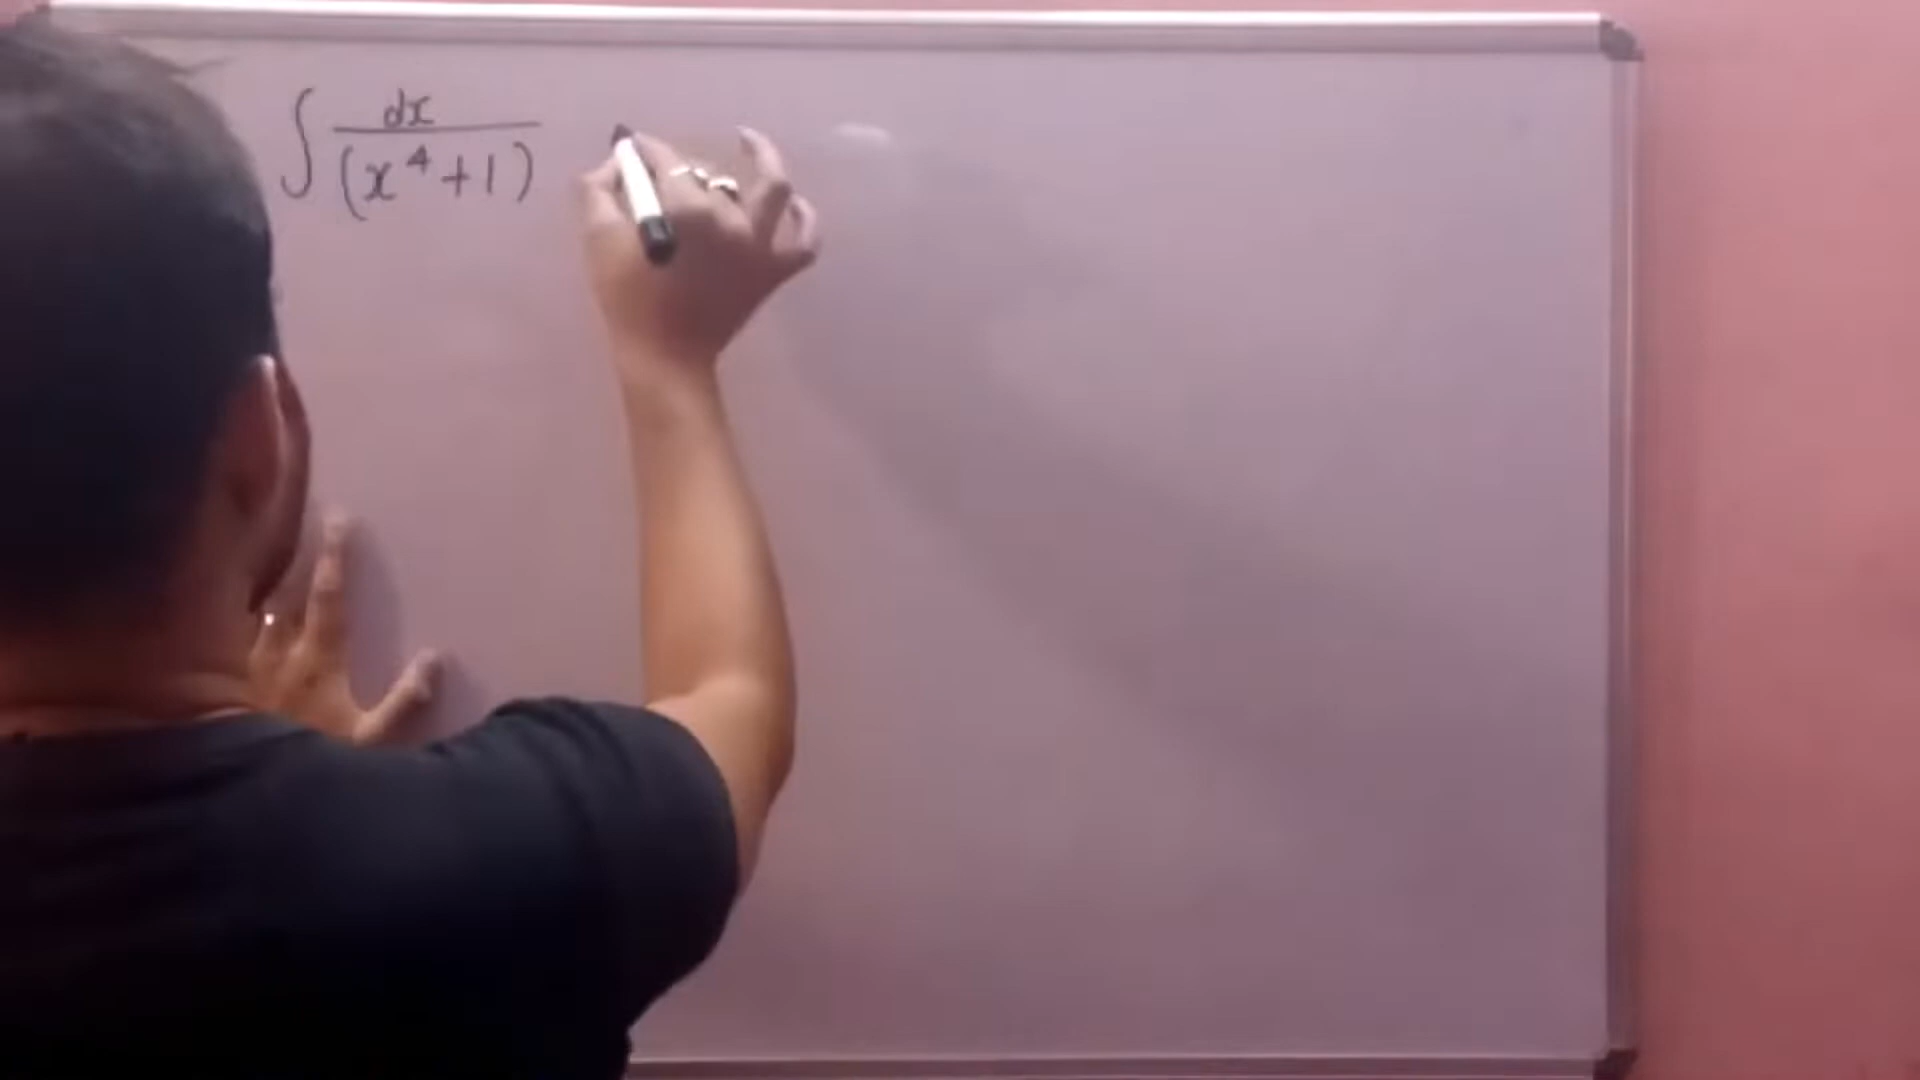 ∫ dx / (x⁴+1)